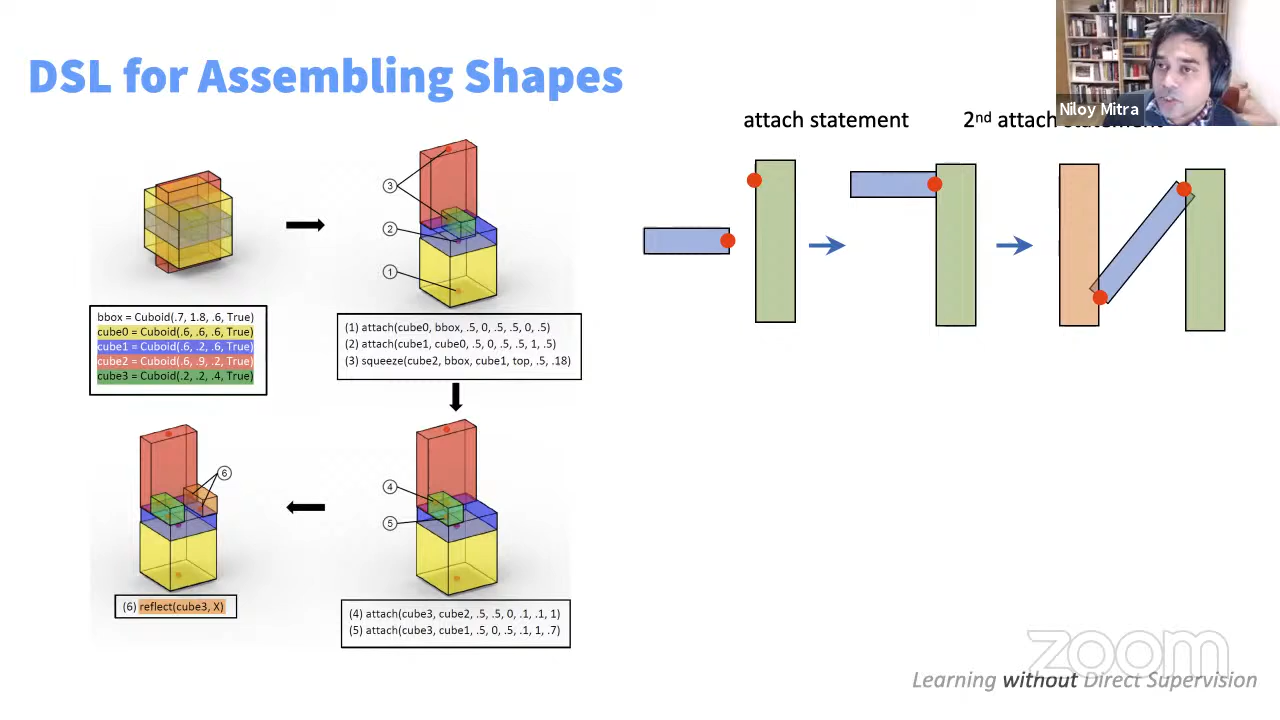 DSL for Assembling Shapes
Niloy Mitra
attach statement
2nd attach statement
3
2
1
bbox = Cuboid(.7, 1.8, .6, True)
cube0 = Cuboid(.6, .6, .6, True)
cube1 = Cuboid(.6, .2, .6, True)
cube2 = Cuboid(.6, .9, .2, True)
cube3 = Cuboid(.2, .2, .4, True)
(1) attach(cube0, bbox, .5, 0, .5, .5, 0, .5)
(2) attach(cube1, cube0, .5, 0, .5, .5, 1, .5)
(3) squeeze(cube2, bbox, cube1, top, .5, .18)
6
4
5
(6) reflect(cube3, X)
(4) attach(cube3, cube2, .5, .5, 0, .1, .1, 1)
(5) attach(cube3, cube1, .5, 0, .5, .1, 1, .7)
zoom
Learning without Direct Supervision